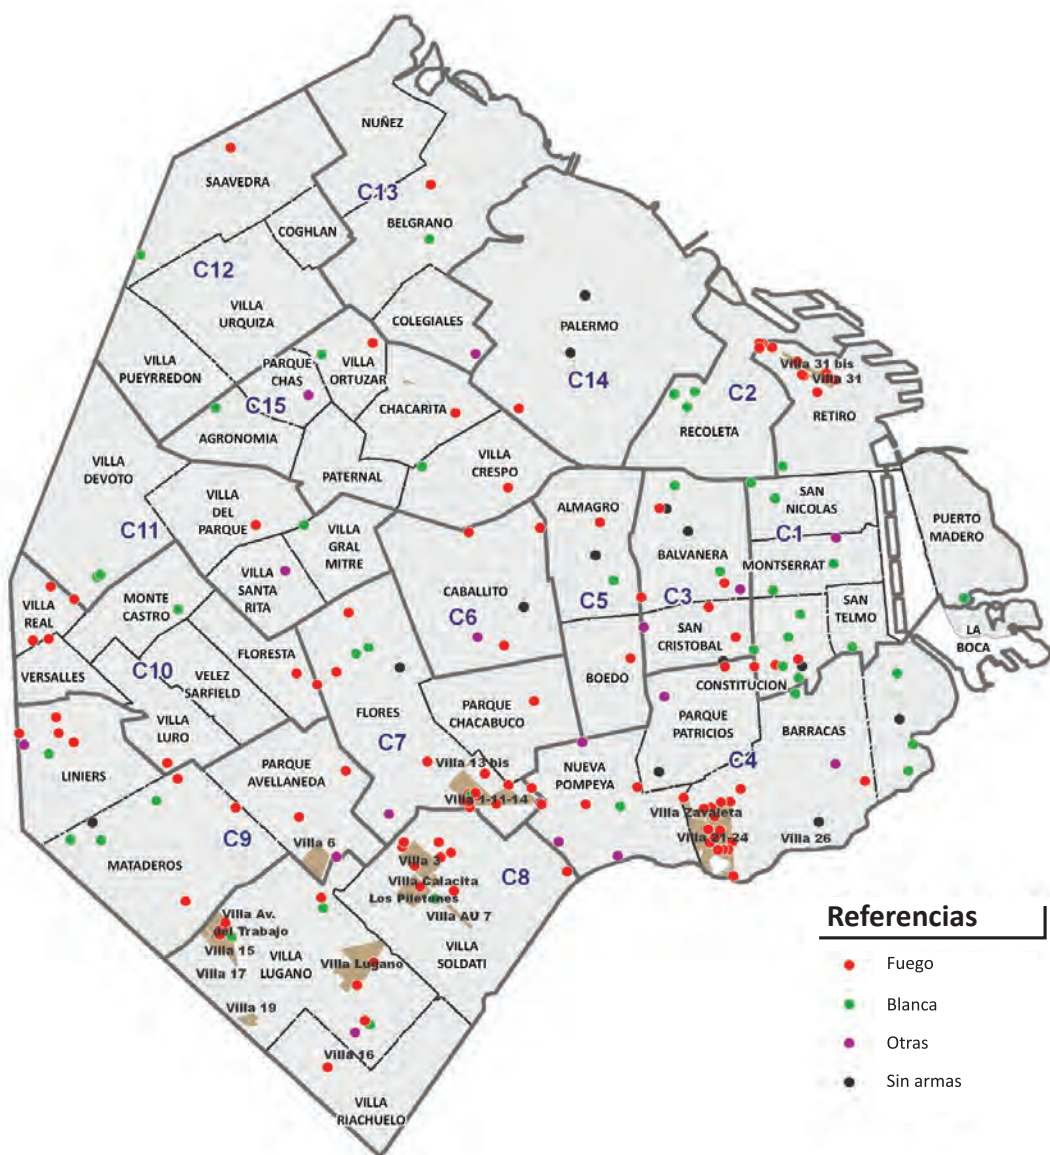 NUÑEZ
SAAVEDRA
C13
BELGRANO
COGHLAN
C12
VILLA
URQUIZA
COLEGIALES
PALERMO
VILLA
PUEYRREDON
PARQUE
CHAS
VILLA
ORTUZAR
C14
Villa 31 bis
Villa 31
C2
C15
CHACARITA
RETIRO
AGRONOMIA
RECOLETA
VILLA
DEVOTO
PATERNAL
VILLA
CRESPO
VILLA
DEL
PARQUE
C11
ALMAGRO
SAN
NICOLAS
PUERTO
MADERO
VILLA
GRAL
MITRE
C1
BALVANERA
MONTSERRAT
VILLA
SANTA
RITA
CABALLITO
C6
C5
C3
MONTE
CASTRO
VILLA
REAL
SAN
TELMO
LA
BOCA
SAN
CRISTOBAL
FLORESTA
VERSALLES
C10
VELEZ
SARFIELD
BOEDO
CONSTITUCION
VILLA
LURO
FLORES
PARQUE
CHACABUCO
PARQUE
PATRICIOS
BARRACAS
C7
C4
LINIERS
PARQUE
AVELLANEDA
Villa 13 bis
NUEVA
POMPEYA
Villa 1-11-14
Villa Zavaleta
Villa 21-24
Villa 26
C9
MATADEROS
Villa 6
Villa 3
C8
Villa Calacita
Los Piletones
Villa AU 7
Villa Av.
del Trabajo
Villa 15
Villa 17
VILLA
LUGANO
Villa Lugano
VILLA
SOLDATI
Villa 19
Villa 16
VILLA
RIACHUELO
Referencias
Fuego
Blanca
Otras
Sin armas